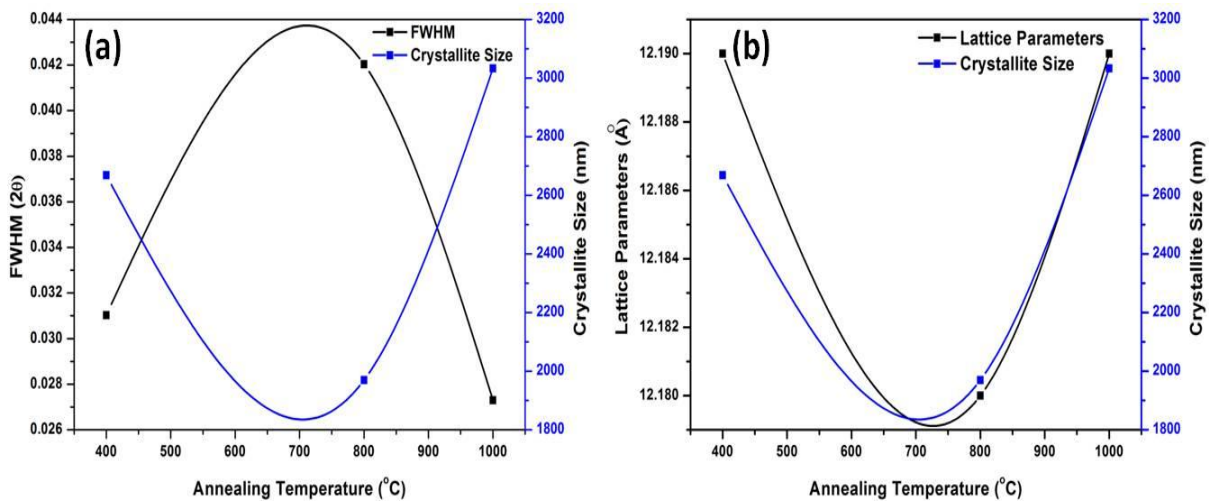 (a)
FWHM
Crystallite Size
0.044
0.042
0.040
0.038
0.036
0.034
0.032
0.030
0.028
0.026
FWHM (2θ)
3200
3000
2800
2600
2400
2200
2000
1800
Crystallite Size (nm)
400 500 600 700 800 900 1000
Annealing Temperature (°C)
(b)
Lattice Parameters
Crystallite Size
12.190
12.188
12.186
12.184
12.182
12.180
Lattice Parameters (Å)
3200
3000
2800
2600
2400
2200
2000
1800
Crystallite Size (nm)
400 500 600 700 800 900 1000
Annealing Temperature (°C)